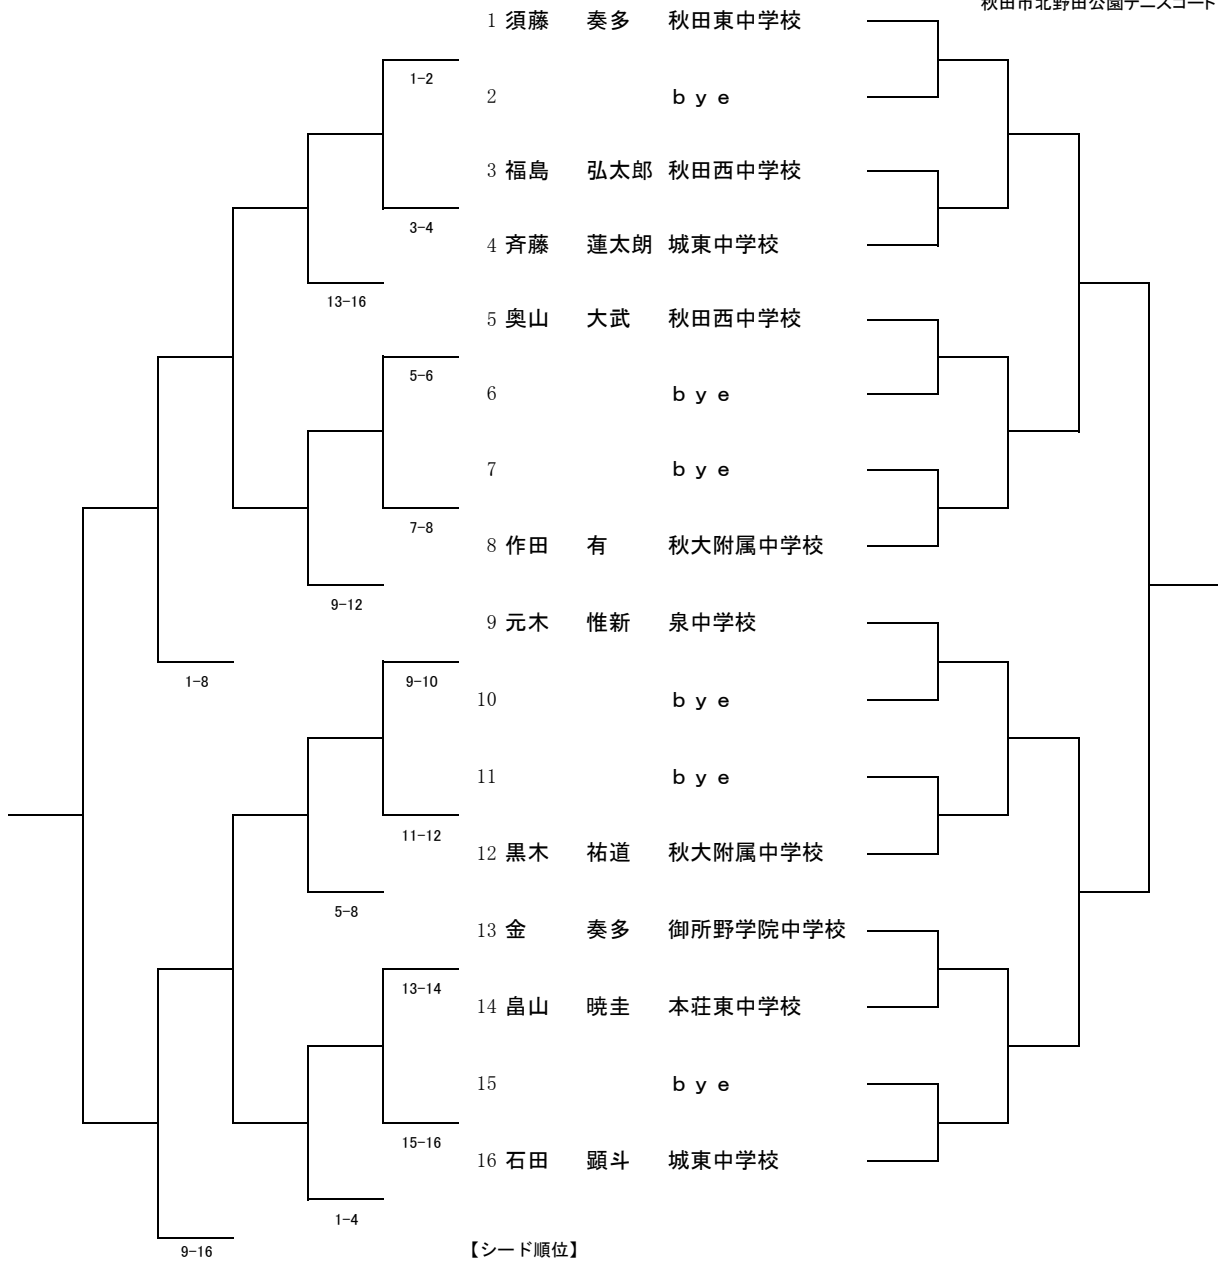 秋田市北野田公園テニスコート
1 須藤 奏多 秋田東中学校
1-2
2 ｂｙｅ
3 福島 弘太郎 秋田西中学校
3-4
4 斉藤 蓮太朗 城東中学校
13-16
5 奥山 大武 秋田西中学校
5-6
6 ｂｙｅ
7 ｂｙｅ
7-8
8 作田 有 秋大附属中学校
9-12
9 元木 惟新 泉中学校
1-8
9-10
10 ｂｙｅ
11 ｂｙｅ
11-12
12 黒木 祐道 秋大附属中学校
5-8
13 金 奏多 御所野学院中学校
13-14
14 畠山 暁圭 本荘東中学校
15 ｂｙｅ
15-16
16 石田 顕斗 城東中学校
1-4
9-16
【シード順位】